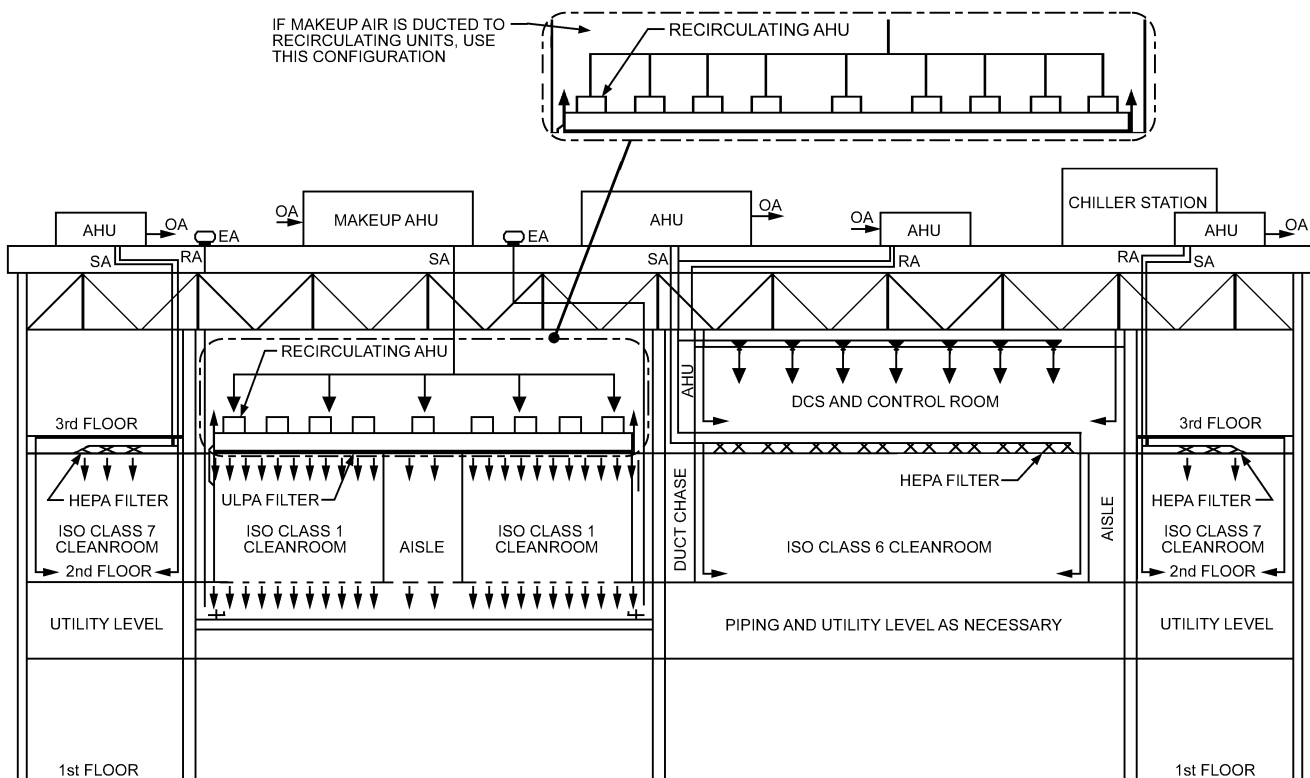 IF MAKEUP AIR IS DUCTED TO
RECIRCULATING UNITS, USE
THIS CONFIGURATION
RECIRCULATING AHU
AHU
OA
EA
OA
MAKEUP AHU
EA
AHU
OA
OA
AHU
CHILLER STATION
AHU
OA
SA
RA
SA
SA
RA
RA
SA
RECIRCULATING AHU
AHU
DCS AND CONTROL ROOM
3rd FLOOR
3rd FLOOR
HEPA FILTER
ULPA FILTER
HEPA FILTER
HEPA FILTER
ISO CLASS 7
CLEANROOM
2nd FLOOR
ISO CLASS 1
CLEANROOM
AISLE
ISO CLASS 1
CLEANROOM
DUCT CHASE
ISO CLASS 6 CLEANROOM
AISLE
ISO CLASS 7
CLEANROOM
2nd FLOOR
UTILITY LEVEL
PIPING AND UTILITY LEVEL AS NECESSARY
UTILITY LEVEL
1st FLOOR
1st FLOOR